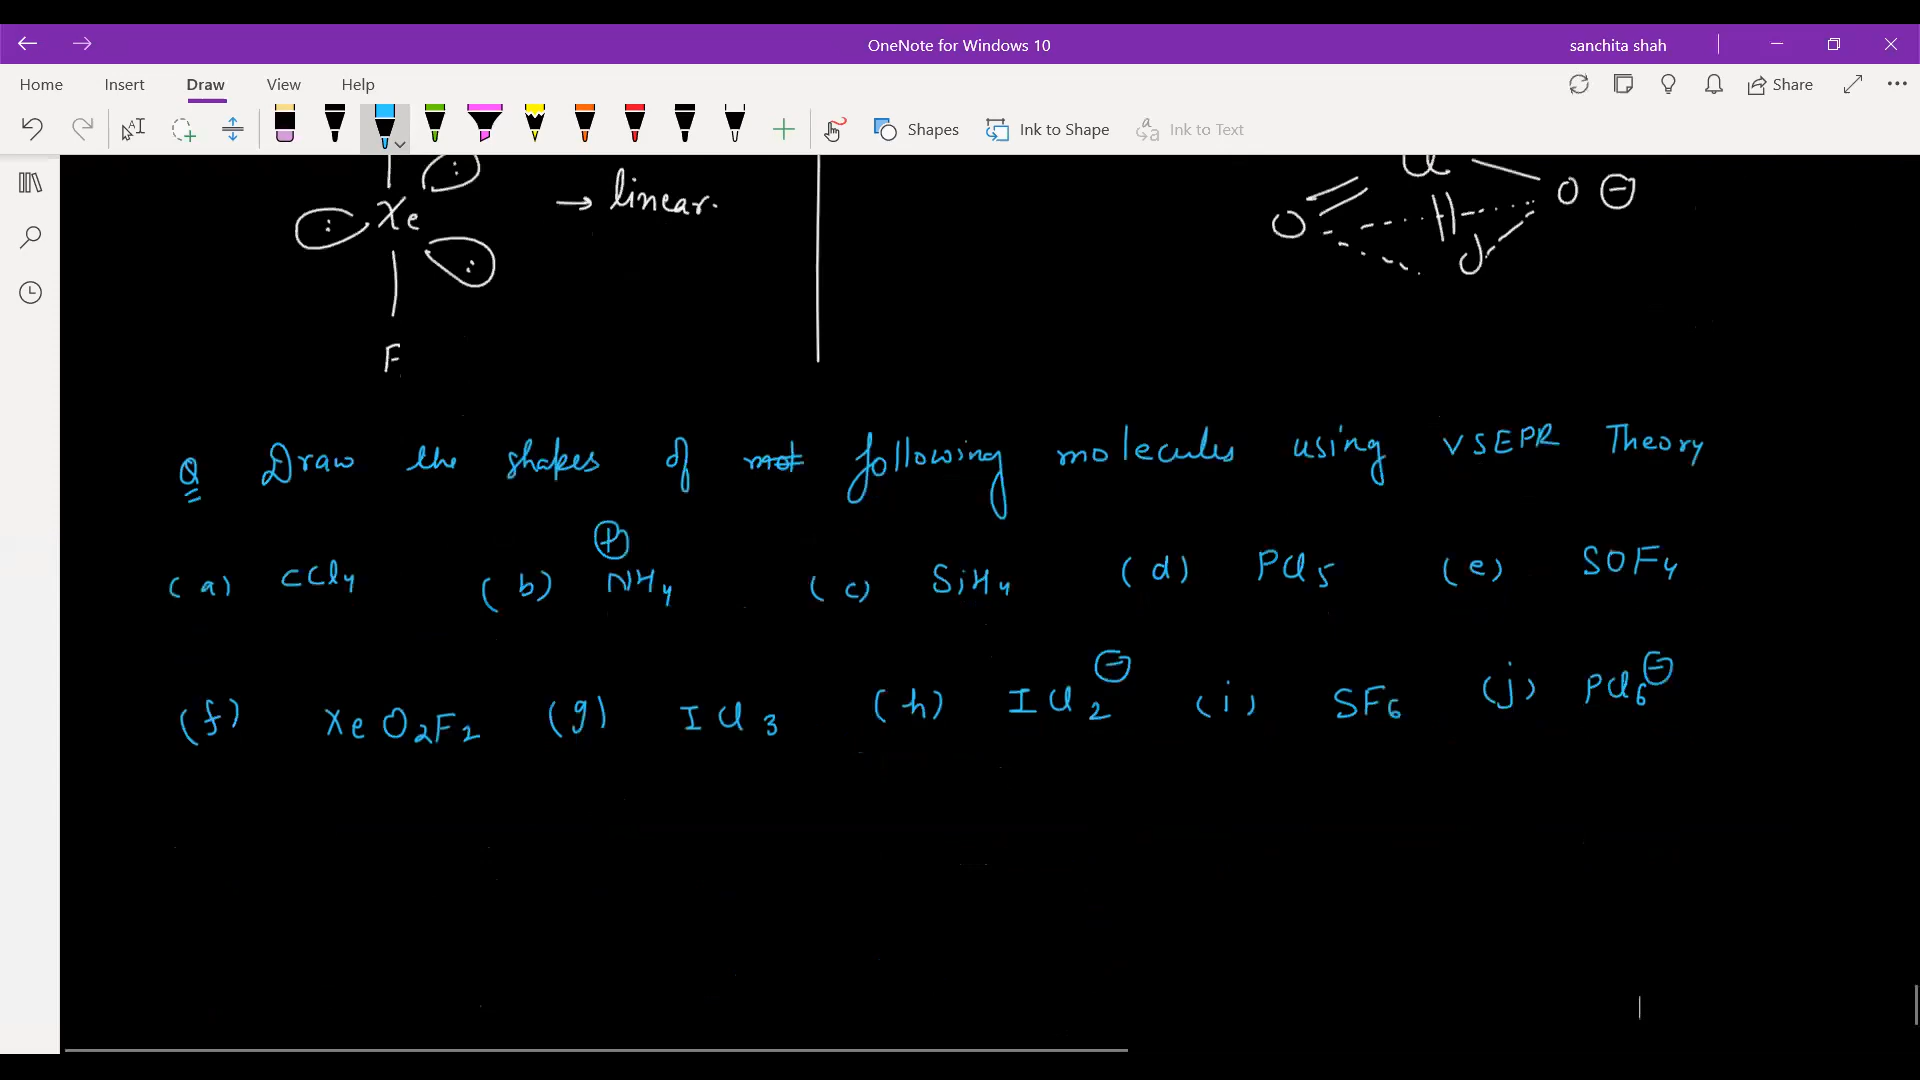 OneNote for Windows 10
sanchita shah
Home Insert Draw View Help
Share
Shapes Ink to Shape Ink to Text
Xe → linear.
F
Cl
O O ⊖
H
Q Draw the shapes of following molecules using VSEPR Theory
(a) CCl4 (b) NH4 ⊕ (c) SiH4 (d) PCl5 (e) SOF4
(f) XeO2F2 (g) ICl3 (h) ICl2 ⊖ (i) SF6 (j) PCl6 ⊖